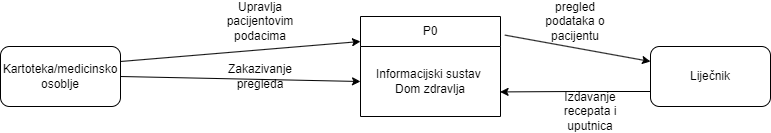 Kartoteka/medicinsko
osoblje
Upravlja
pacijentovim
podacima
Zakazivanje
pregleda
P0
Informacijski sustav
Dom zdravlja
pregled
podataka o
pacijentu
Izdavanje
recepata i
uputnica
Liječnik